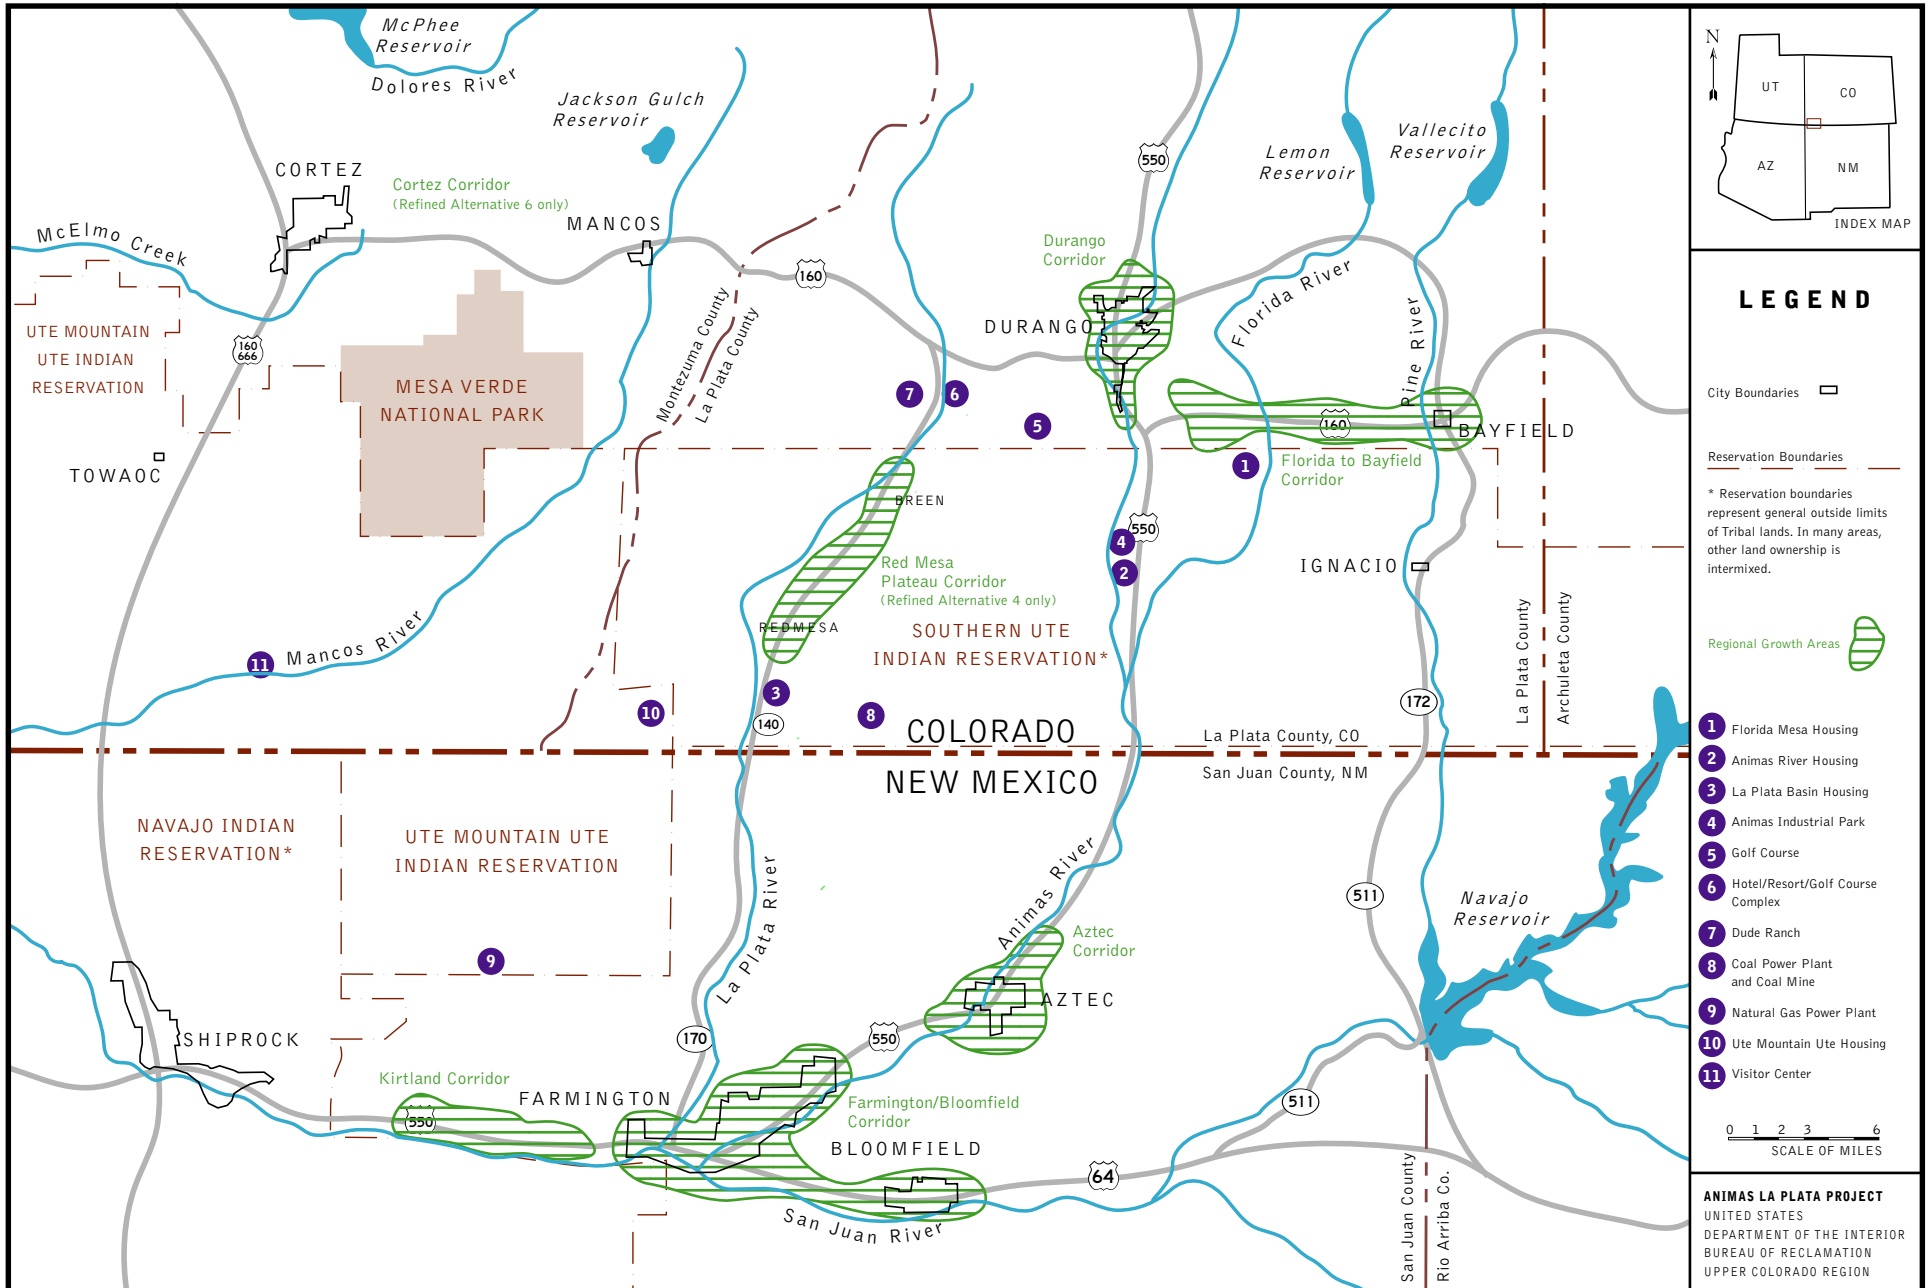 McPhee
Reservoir
Dolores River
Jackson Gulch
Reservoir
CORTEZ
Cortez Corridor
(Refined Alternative 6 only)
MANCOS
McElmo Creek
UTE MOUNTAIN
UTE INDIAN
RESERVATION
160
666
MESA VERDE
NATIONAL PARK
TOWAOC
Montezuma County
La Plata County
160
550
Lemon
Reservoir
Vallecito
Reservoir
Durango
Corridor
DURANGO
Florida River
Pine River
7
6
5
160
BAYFIELD
1
Florida to Bayfield
Corridor
BREEN
Red Mesa
Plateau Corridor
(Refined Alternative 4 only)
REDMESA
550
4
2
IGNACIO
SOUTHERN UTE
INDIAN RESERVATION*
11
Mancos River
10
3
140
8
172
La Plata County
Archuleta County
COLORADO
NEW MEXICO
La Plata County, CO
San Juan County, NM
NAVAJO INDIAN
RESERVATION*
UTE MOUNTAIN UTE
INDIAN RESERVATION
La Plata River
Animas River
511
Navajo
Reservoir
9
Aztec
Corridor
AZTEC
SHIPROCK
170
550
Kirtland Corridor
550
FARMINGTON
Farmington/Bloomfield
Corridor
BLOOMFIELD
511
64
San Juan River
San Juan County
Rio Arriba Co.
N
UT
CO
AZ
NM
INDEX MAP
LEGEND
City Boundaries
Reservation Boundaries
* Reservation boundaries
represent general outside limits
of Tribal lands. In many areas,
other land ownership is
intermixed.
Regional Growth Areas
1 Florida Mesa Housing
2 Animas River Housing
3 La Plata Basin Housing
4 Animas Industrial Park
5 Golf Course
6 Hotel/Resort/Golf Course
Complex
7 Dude Ranch
8 Coal Power Plant
and Coal Mine
9 Natural Gas Power Plant
10 Ute Mountain Ute Housing
11 Visitor Center
0 1 2 3 6
SCALE OF MILES
ANIMAS LA PLATA PROJECT
UNITED STATES
DEPARTMENT OF THE INTERIOR
BUREAU OF RECLAMATION
UPPER COLORADO REGION